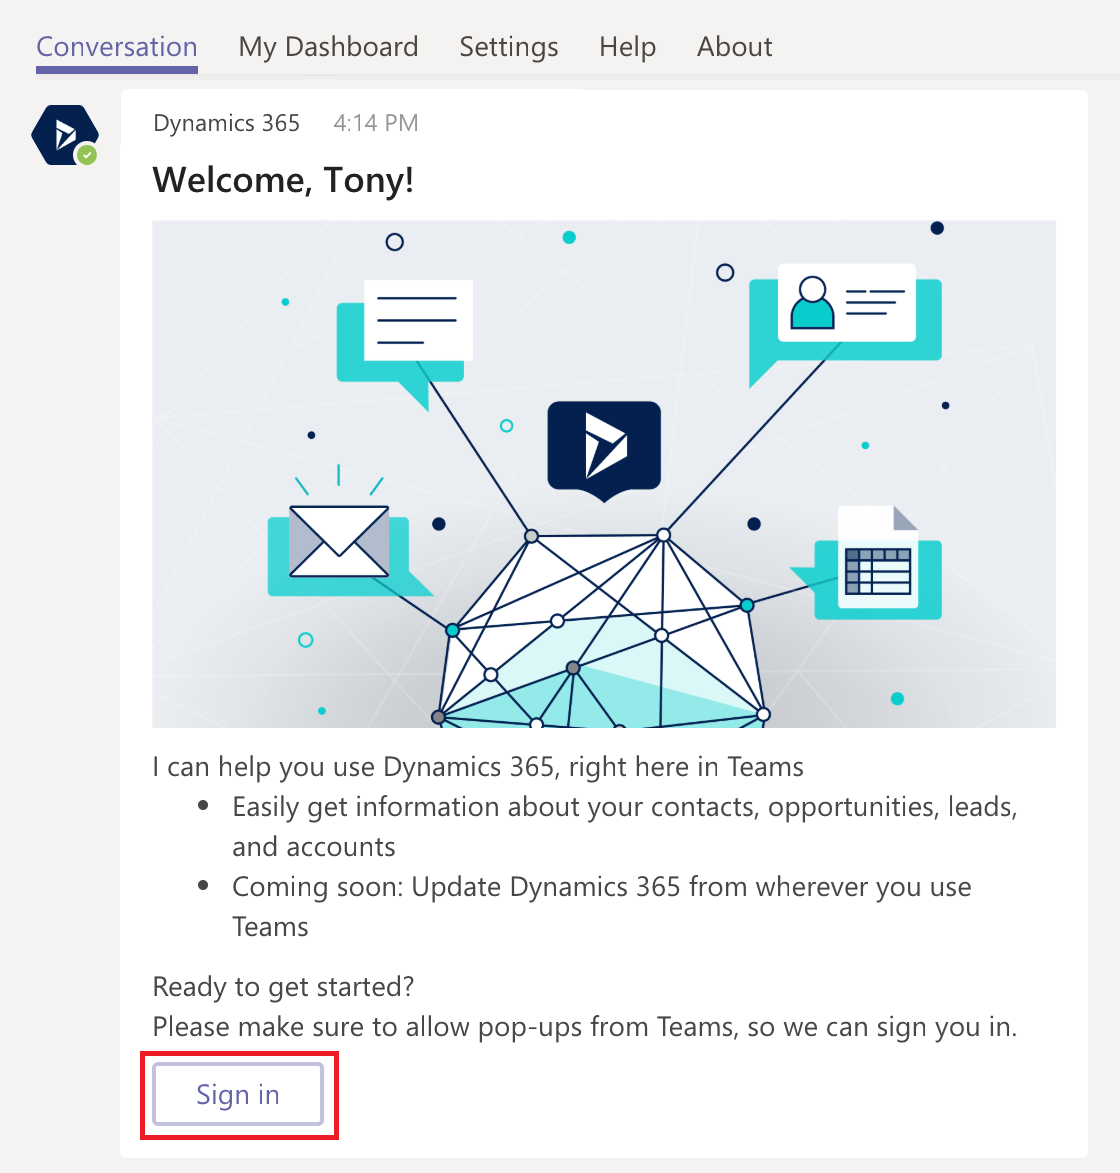 Conversation My Dashboard Settings Help About
Dynamics 365 4:14 PM
Welcome, Tony!
I can help you use Dynamics 365, right here in Teams
• Easily get information about your contacts, opportunities, leads,
and accounts
• Coming soon: Update Dynamics 365 from wherever you use
Teams
Ready to get started?
Please make sure to allow pop-ups from Teams, so we can sign you in.
Sign in